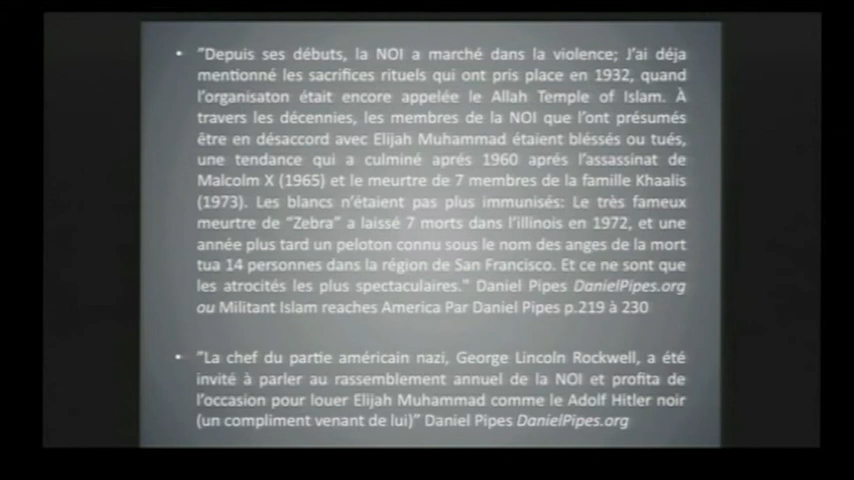 • "Depuis ses débuts, la NOI a marché dans la violence; J'ai déja
mentionné les sacrifices rituels qui ont pris place en 1932, quand
l'organisaton était encore appelée le Allah Temple of Islam. À
travers les décennies, les membres de la NOI que l'ont présumés
être en désaccord avec Elijah Muhammad étaient bléssés ou tués,
une tendance qui a culminé aprés 1960 aprés l'assassinat de
Malcolm X (1965) et le meurtre de 7 membres de la famille Khaalis
(1973). Les blancs n'étaient pas plus immunisés: Le très fameux
meurtre de "Zebra" a laissé 7 morts dans l'illinois en 1972, et une
année plus tard un peloton connu sous le nom des anges de la mort
tua 14 personnes dans la région de San Francisco. Et ce ne sont que
les atrocités les plus spectaculaires." Daniel Pipes DanielPipes.org
ou Militant Islam reaches America Par Daniel Pipes p.219 à 230
• "La chef du partie américain nazi, George Lincoln Rockwell, a été
invité à parler au rassemblement annuel de la NOI et profita de
l'occasion pour louer Elijah Muhammad comme le Adolf Hitler noir
(un compliment venant de lui)" Daniel Pipes DanielPipes.org